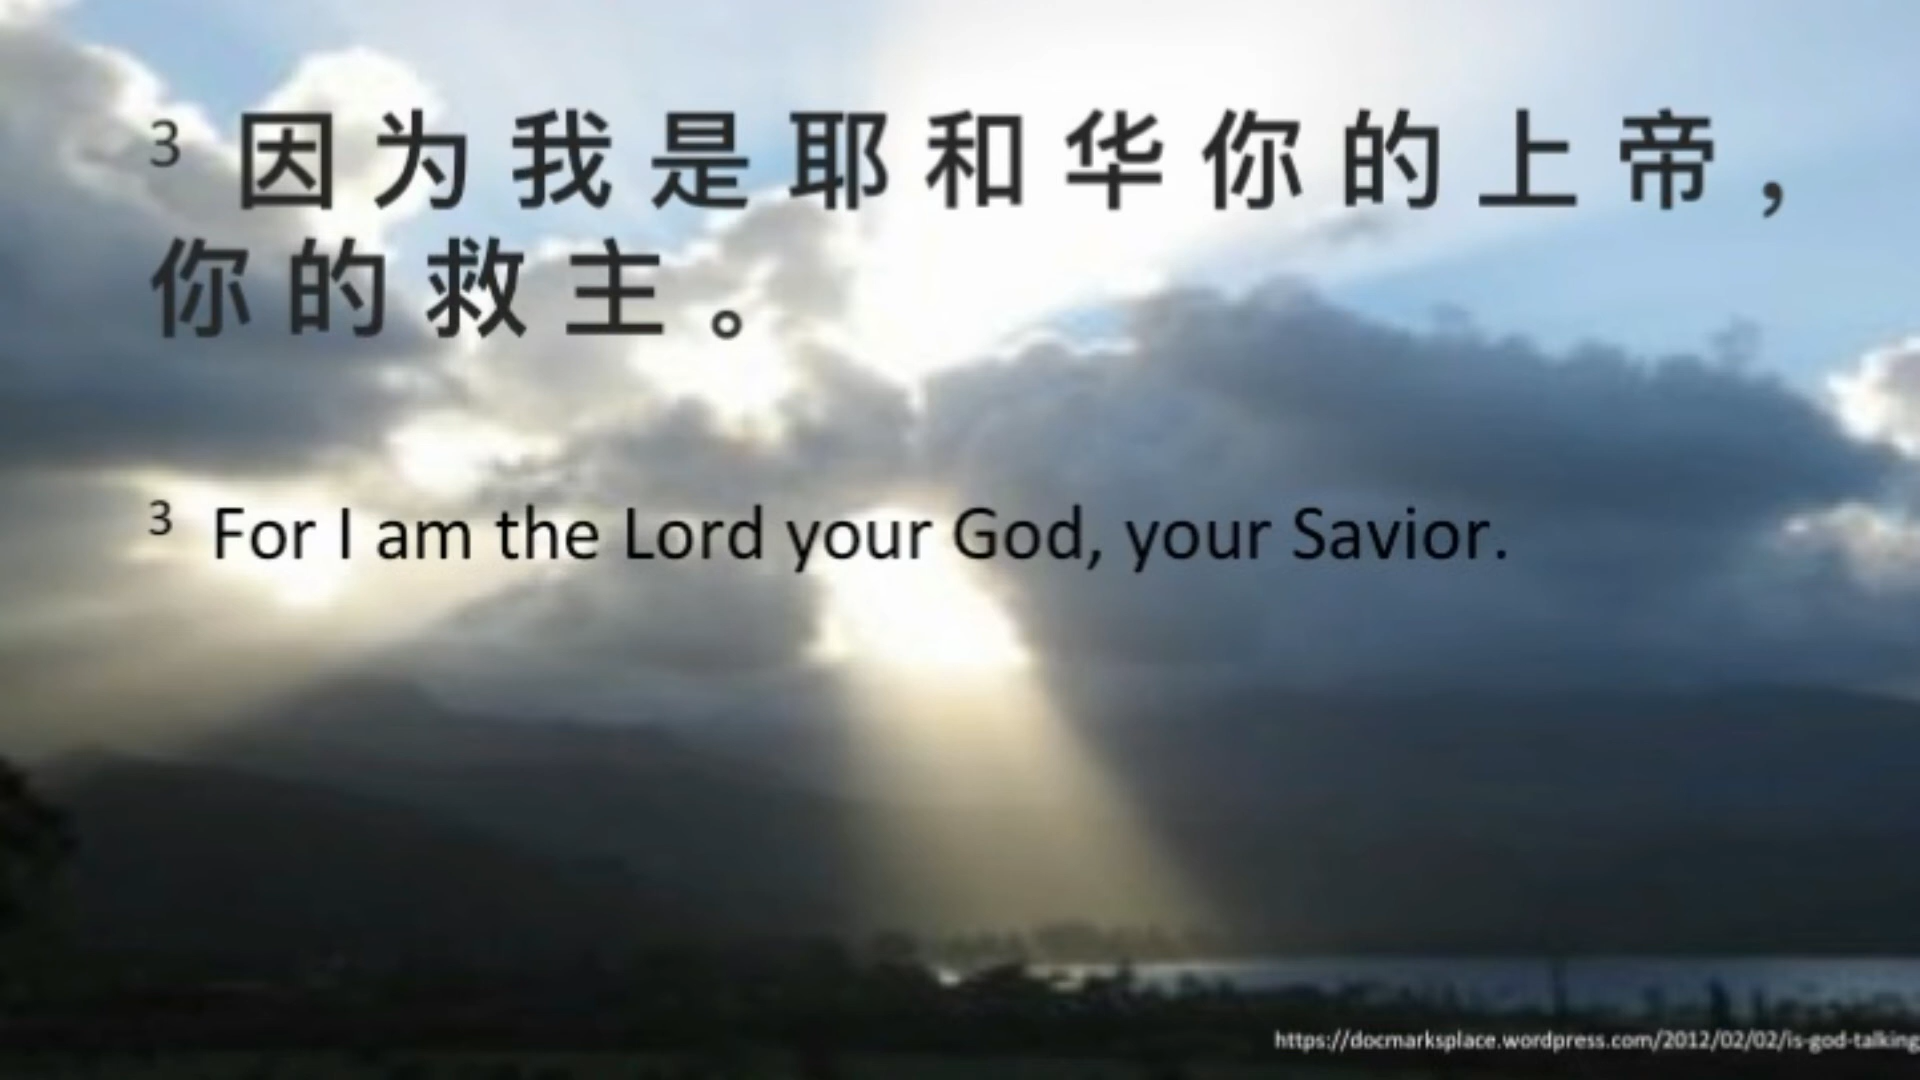 3 因为我是耶和华你的上帝，
你的救主。
3 For I am the Lord your God, your Savior.
https://docmarksplace.wordpress.com/2012/02/02/is-god-talking